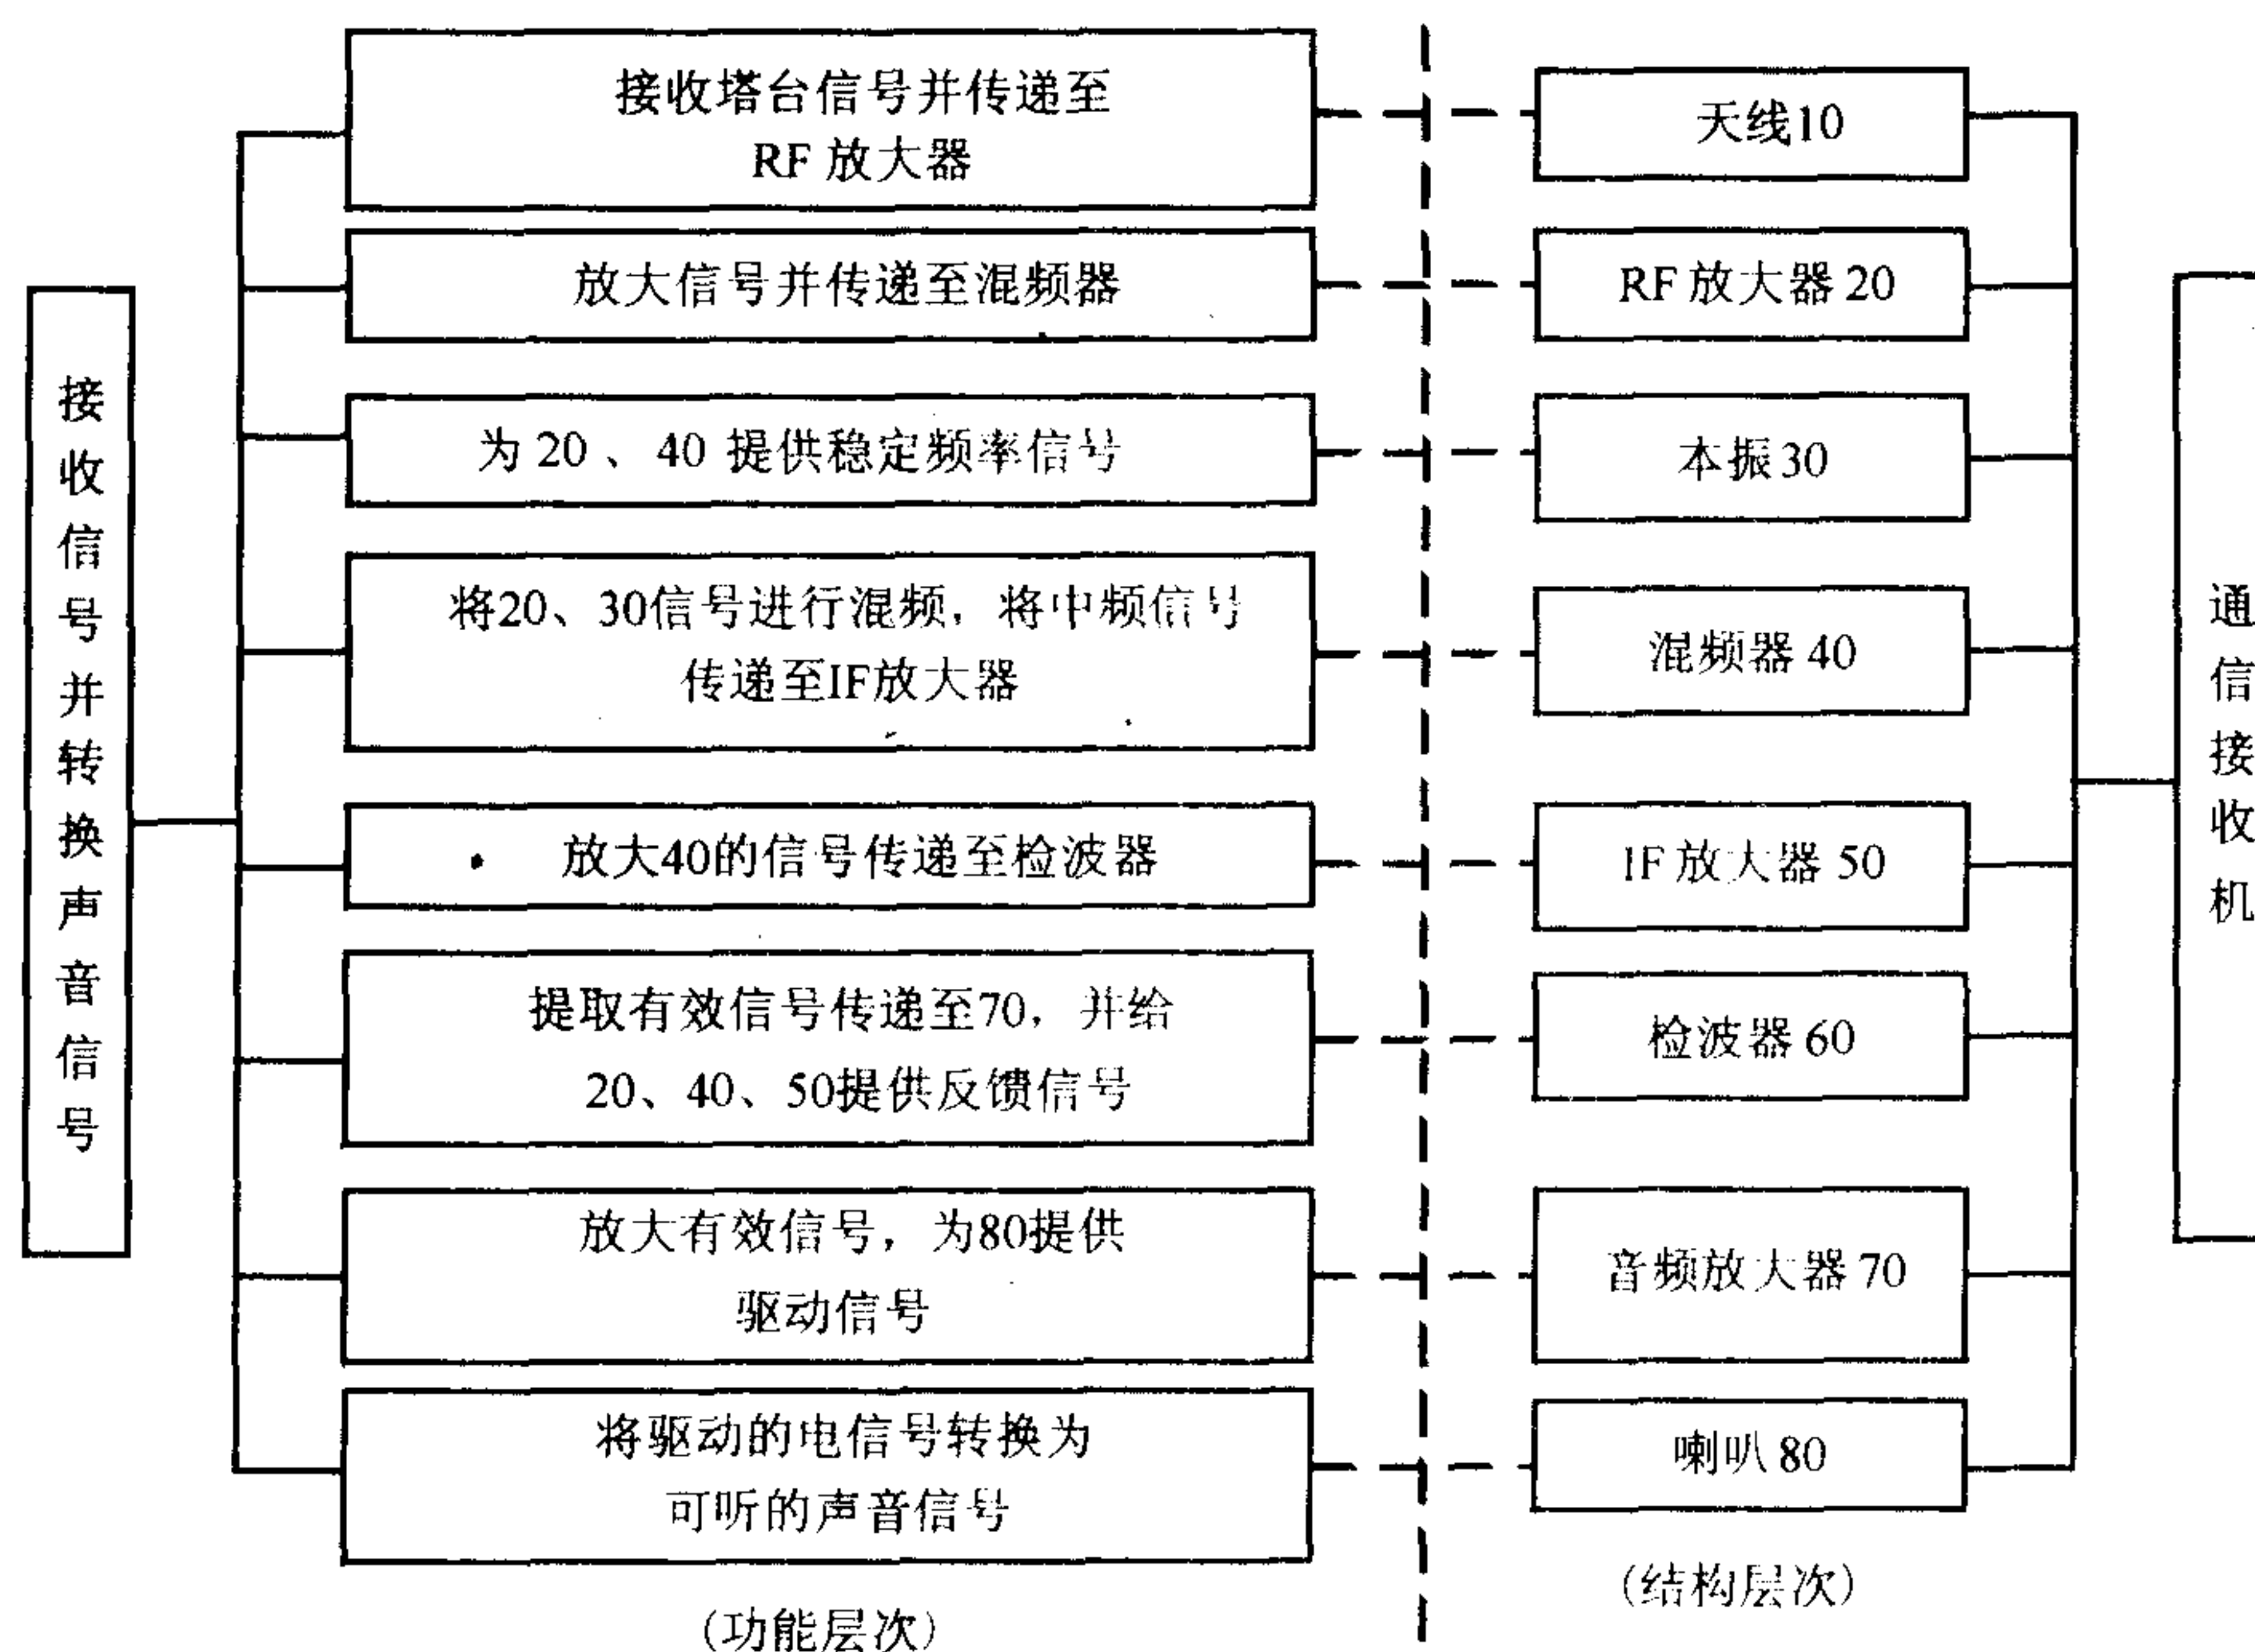 接收信号并转换声音信号
接收塔台信号并传递至
RF 放大器
天线10
放大信号并传递至混频器
RF 放大器 20
为 20 、 40 提供稳定频率信号
本振30
将20、30信号进行混频，将中频信号
传递至IF放大器
混频器 40
放大40的信号传递至检波器
IF 放大器 50
提取有效信号传递至70，并给
20、40、50提供反馈信号
检波器 60
放大有效信号，为80提供
驱动信号
音频放大器 70
将驱动的电信号转换为
可听的声音信号
喇叭 80
通信接收机
(功能层次)
(结构层次)